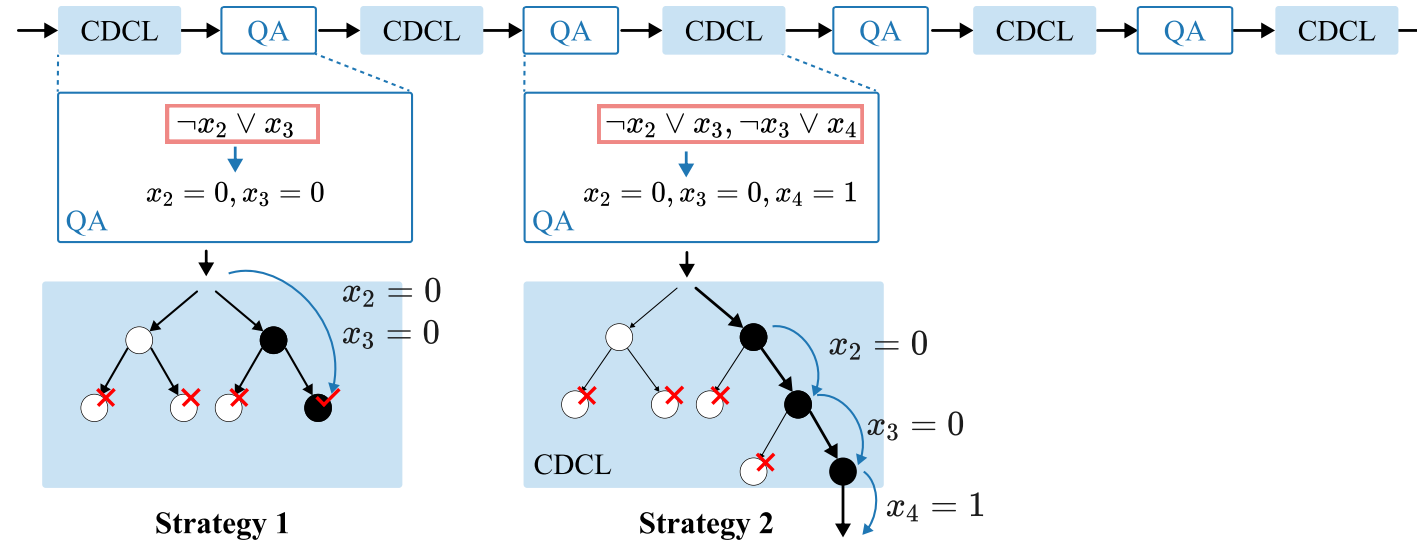 CDCL QA CDCL QA CDCL QA CDCL QA CDCL
¬x₂ ∨ x₃
x₂ = 0, x₃ = 0
QA
x₂ = 0
x₃ = 0
Strategy 1
¬x₂ ∨ x₃, ¬x₃ ∨ x₄
x₂ = 0, x₃ = 0, x₄ = 1
QA
x₂ = 0
x₃ = 0
CDCL
x₄ = 1
Strategy 2